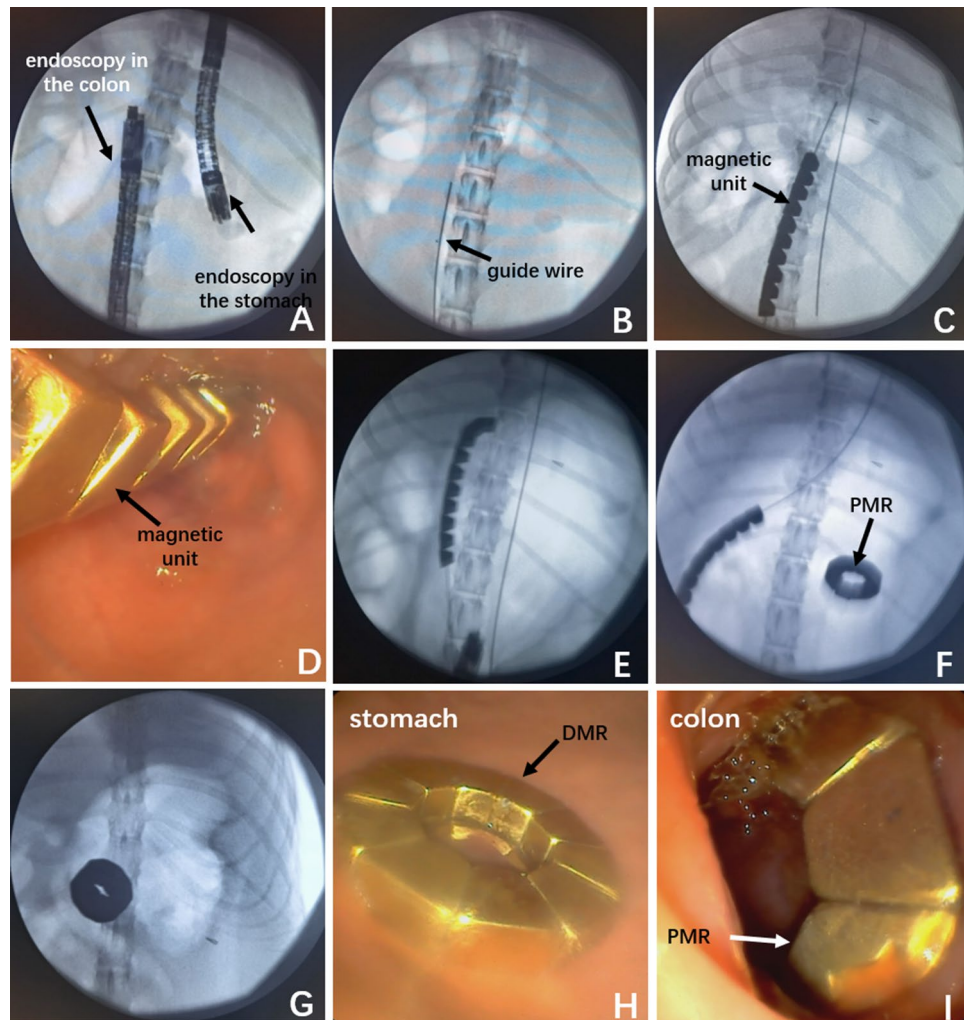 endoscopy in
the colon
endoscopy in
the stomach
A
guide wire
B
magnetic
unit
C
magnetic
unit
D
E
PMR
F
G
stomach
DMR
H
colon
PMR
I